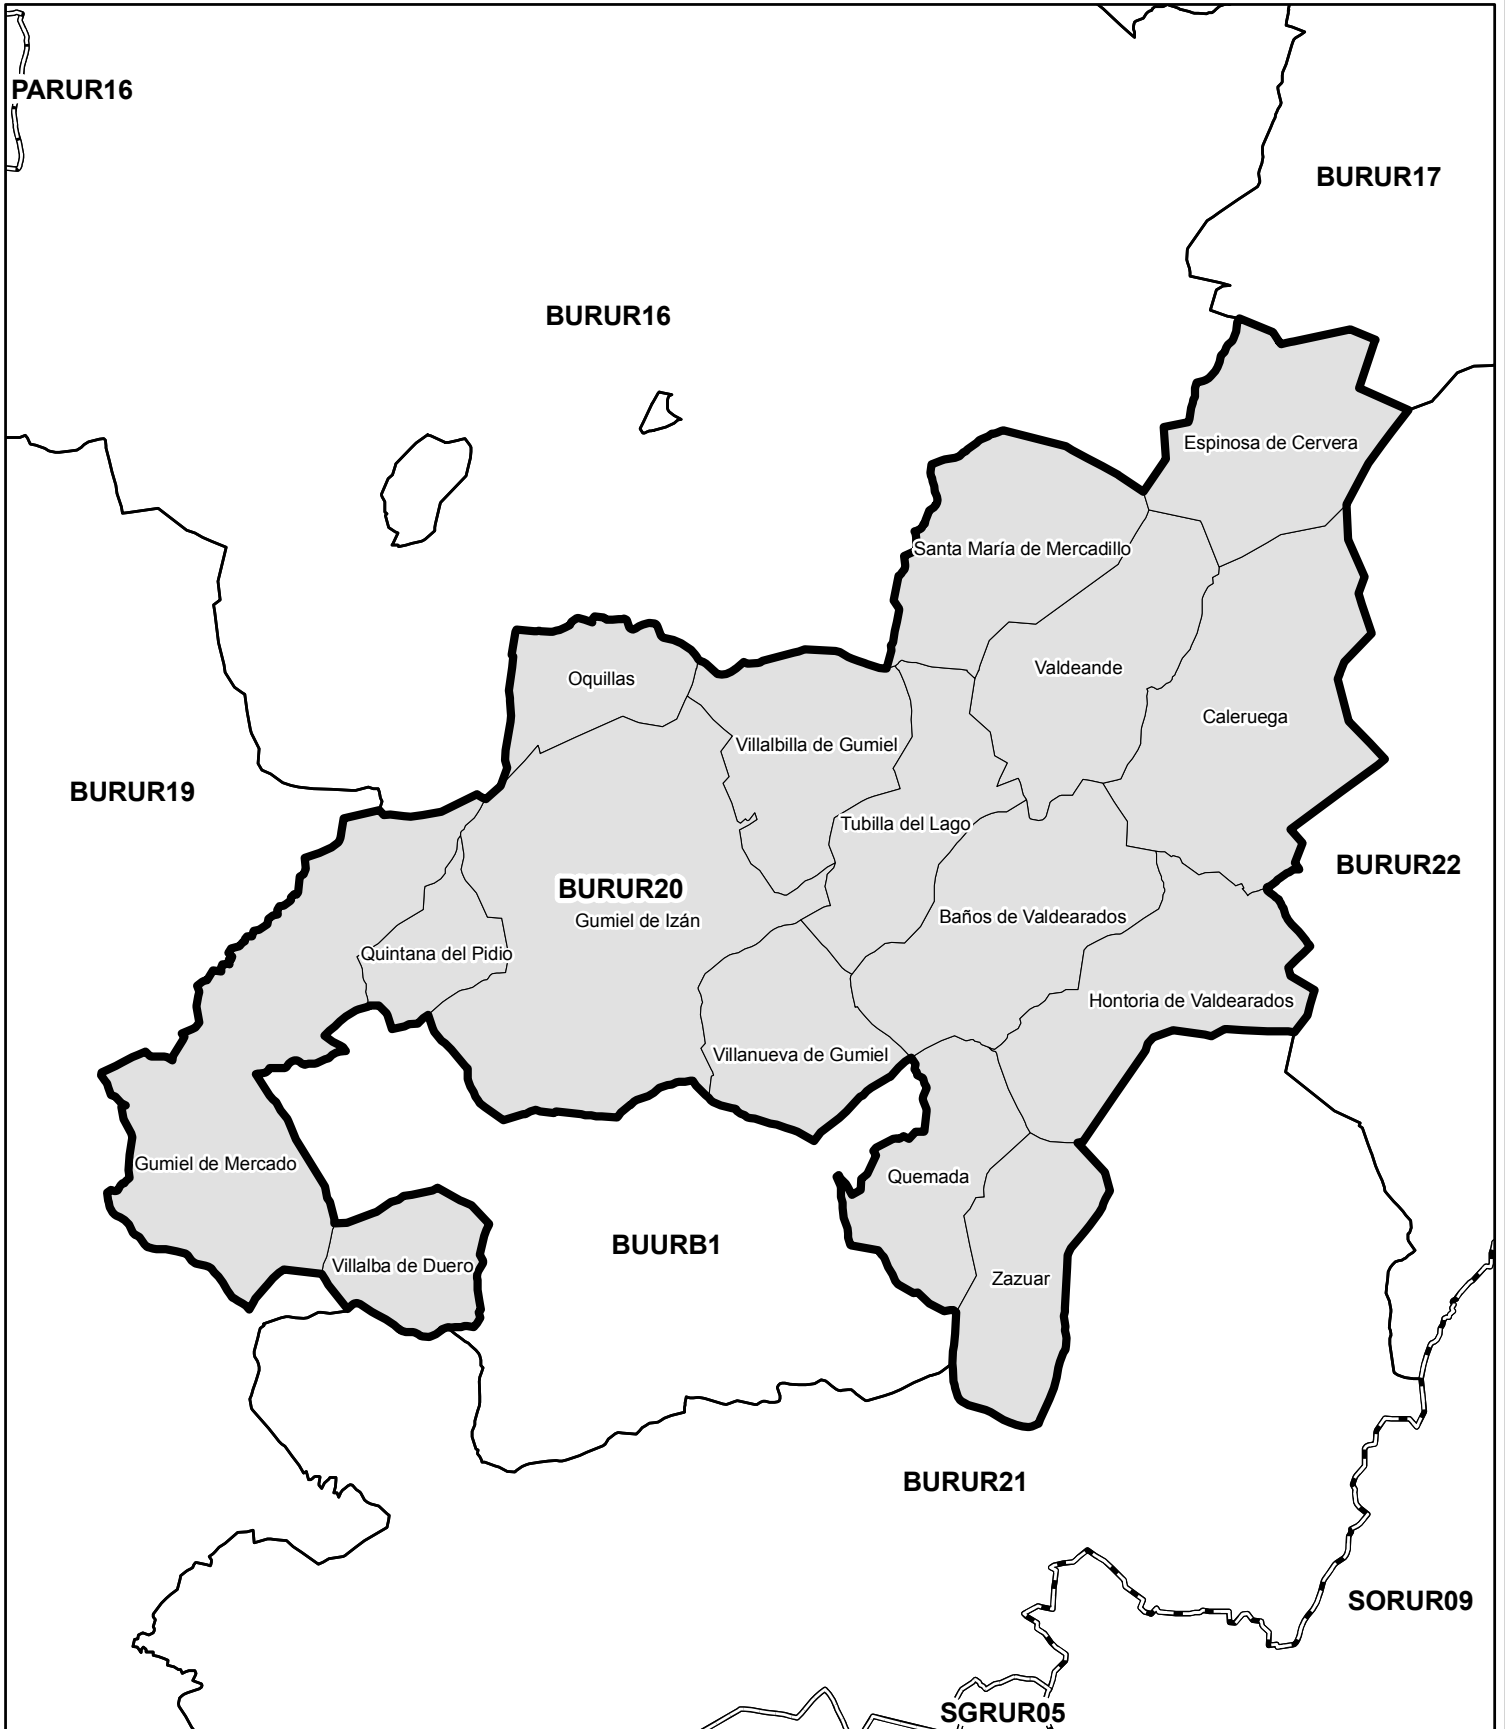 PARUR16
BURUR17
BURUR16
Espinosa de Cervera
Santa María de Mercadillo
Valdeande
Oquillas
Caleruega
Villalbilla de Gumiel
BURUR19
Tubilla del Lago
BURUR22
BURUR20
Gumiel de Izán
Baños de Valdearados
Quintana del Pidio
Hontoria de Valdearados
Villanueva de Gumiel
Gumiel de Mercado
Quemada
BUURB1
Villalba de Duero
Zazuar
BURUR21
SORUR09
SGRUR05